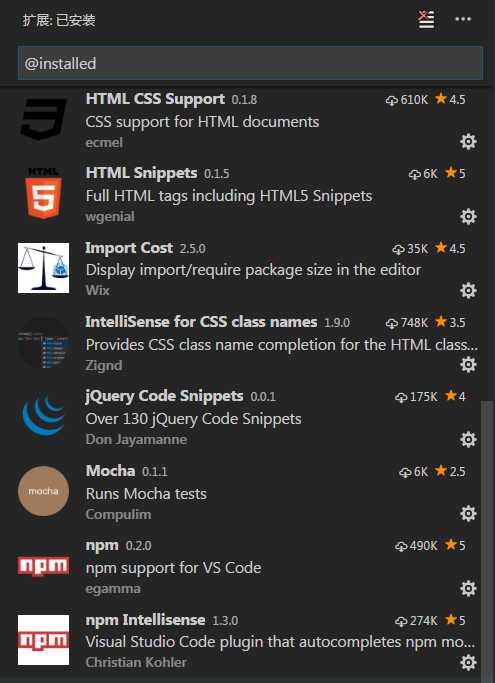 扩展: 已安装
@installed
HTML CSS Support 0.1.8 610K 4.5
CSS support for HTML documents
ecmel
HTML
5
HTML Snippets 0.1.5 6K 5
Full HTML tags including HTML5 Snippets
wgenial
Import Cost 2.5.0 35K 4.5
Display import/require package size in the editor
Wix
IntelliSense for CSS class names 1.9.0 748K 3.5
Provides CSS class name completion for the HTML class...
Zignd
jQuery Code Snippets 0.0.1 175K 4
Over 130 jQuery Code Snippets
Don Jayamanne
mocha
Mocha 0.1.1 6K 2.5
Runs Mocha tests
Compulim
npm
npm 0.2.0 490K 5
npm support for VS Code
egamma
npm
npm Intellisense 1.3.0 274K 5
Visual Studio Code plugin that autocompletes npm mo...
Christian Kohler